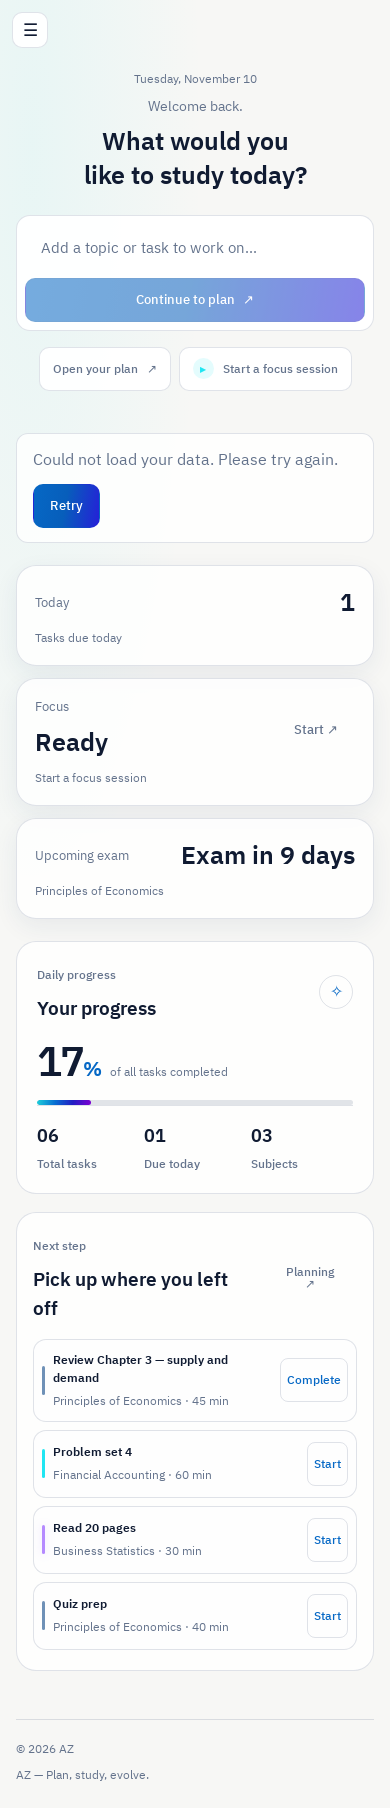 ☰
Tuesday, November 10
Welcome back.
What would you
like to study today?
Add a topic or task to work on...
Continue to plan ↗
Open your plan ↗
▸ Start a focus session
Could not load your data. Please try again.
Retry
Today 1
Tasks due today
Focus
Ready
Start ↗
Start a focus session
Upcoming exam Exam in 9 days
Principles of Economics
Daily progress
Your progress
17% of all tasks completed
06 01 03
Total tasks Due today Subjects
Next step
Pick up where you left
off
Planning
↗
Review Chapter 3 — supply and
demand
Principles of Economics · 45 min
Complete
Problem set 4
Financial Accounting · 60 min
Start
Read 20 pages
Business Statistics · 30 min
Start
Quiz prep
Principles of Economics · 40 min
Start
© 2026 AZ
AZ — Plan, study, evolve.